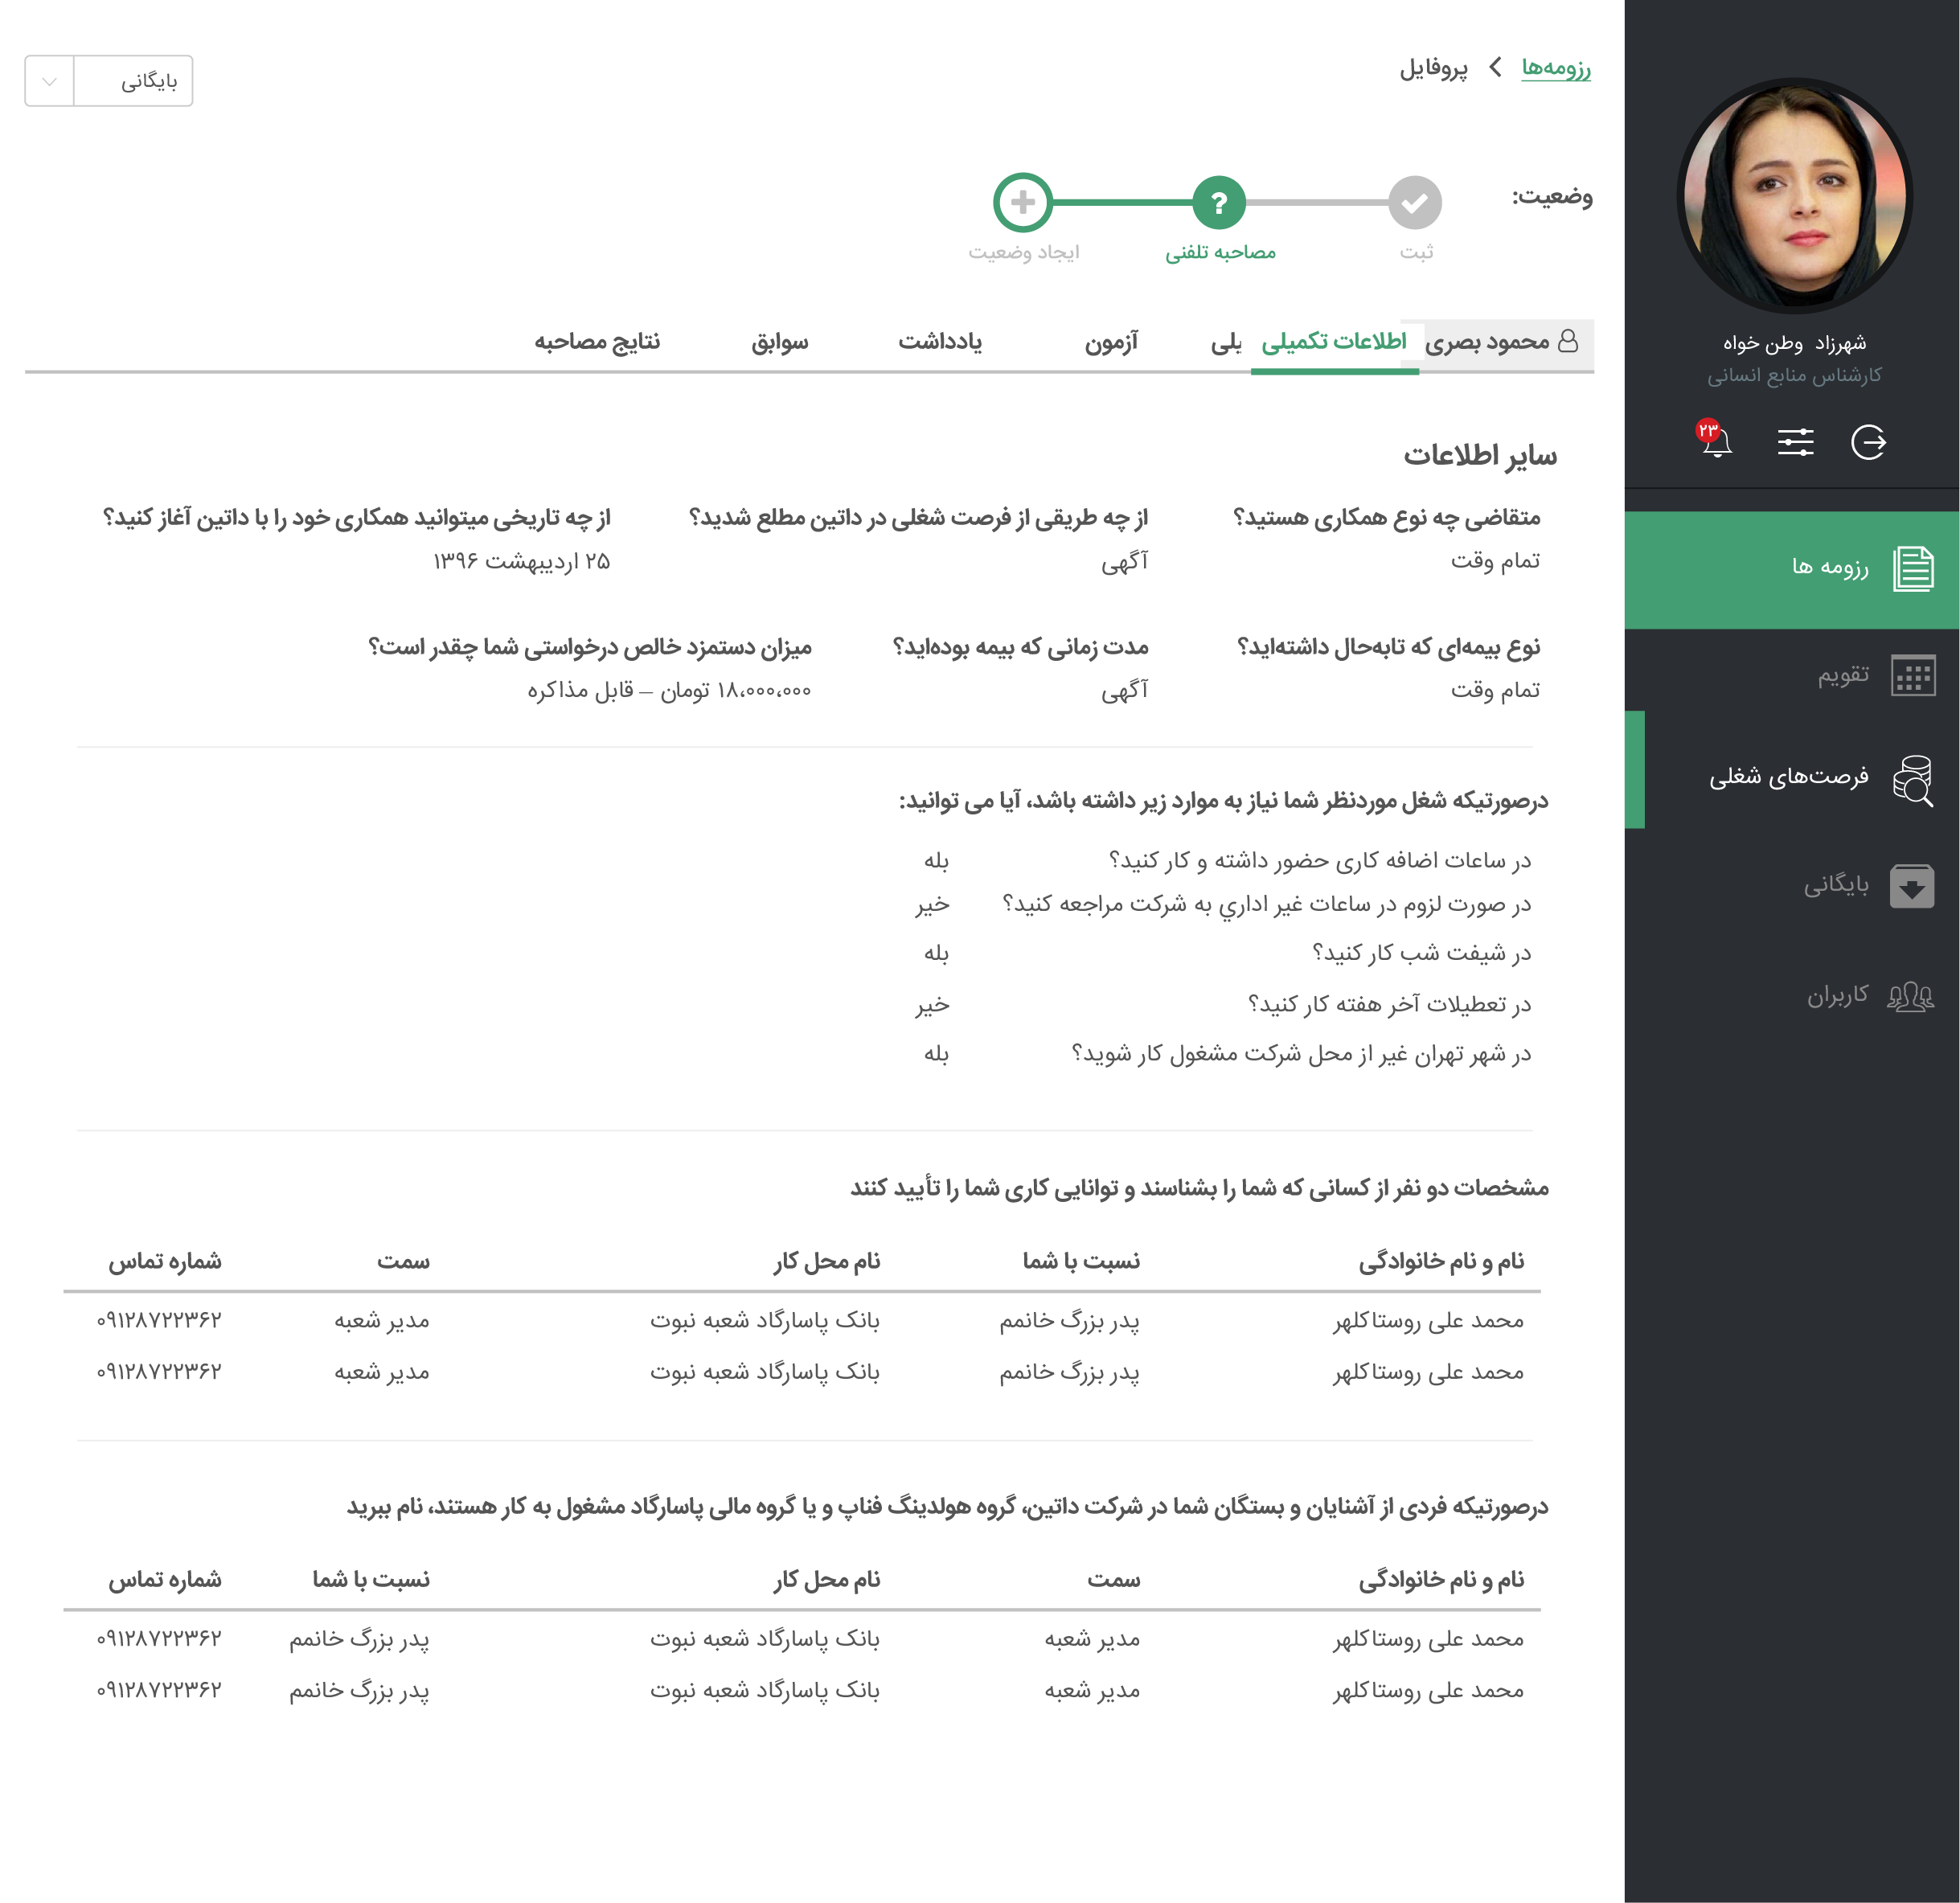 رزومه‌ها > پروفایل
بایگانی
وضعیت:
ثبت
مصاحبه تلفنی
ایجاد وضعیت
محمود بصری
اطلاعات تکمیلی
یلی
آزمون
یادداشت
سوابق
نتایج مصاحبه
سایر اطلاعات
متقاضی چه نوع همکاری هستید؟ از چه طریقی از فرصت شغلی در داتین مطلع شدید؟ از چه تاریخی میتوانید همکاری خود را با داتین آغاز کنید؟
تمام وقت آگهی ۲۵ اردیبهشت ۱۳۹۶
نوع بیمه‌ای که تابه‌حال داشته‌اید؟ مدت زمانی که بیمه بوده‌اید؟ میزان دستمزد خالص درخواستی شما چقدر است؟
تمام وقت آگهی ۱۸،۰۰۰،۰۰۰ تومان – قابل مذاکره
درصورتیکه شغل موردنظر شما نیاز به موارد زیر داشته باشد، آیا می توانید:
در ساعات اضافه کاری حضور داشته و کار کنید؟ بله
در صورت لزوم در ساعات غیر اداري به شرکت مراجعه کنید؟ خیر
در شیفت شب کار کنید؟ بله
در تعطیلات آخر هفته کار کنید؟ خیر
در شهر تهران غیر از محل شرکت مشغول کار شوید؟ بله
مشخصات دو نفر از کسانی که شما را بشناسند و توانایی کاری شما را تأیید کنند
نام و نام خانوادگی نسبت با شما نام محل کار سمت شماره تماس
محمد علی روستاکلهر پدر بزرگ خانمم بانک پاسارگاد شعبه نبوت مدیر شعبه ۰۹۱۲۸۷۲۲۳۶۲
محمد علی روستاکلهر پدر بزرگ خانمم بانک پاسارگاد شعبه نبوت مدیر شعبه ۰۹۱۲۸۷۲۲۳۶۲
درصورتیکه فردی از آشنایان و بستگان شما در شرکت داتین، گروه هولدینگ فناپ و یا گروه مالی پاسارگاد مشغول به کار هستند، نام ببرید
نام و نام خانوادگی سمت نام محل کار نسبت با شما شماره تماس
محمد علی روستاکلهر مدیر شعبه بانک پاسارگاد شعبه نبوت پدر بزرگ خانمم ۰۹۱۲۸۷۲۲۳۶۲
محمد علی روستاکلهر مدیر شعبه بانک پاسارگاد شعبه نبوت پدر بزرگ خانمم ۰۹۱۲۸۷۲۲۳۶۲
شهرزاد وطن خواه
کارشناس منابع انسانی
۲۳
رزومه ها
تقویم
فرصت‌های شغلی
بایگانی
کاربران